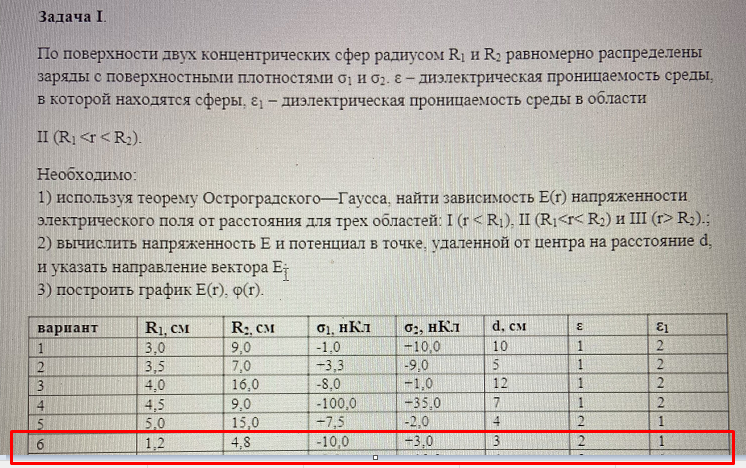 Задача I.
По поверхности двух концентрических сфер радиусом R₁ и R₂ равномерно распределены
заряды с поверхностными плотностями σ₁ и σ₂. ε – диэлектрическая проницаемость среды,
в которой находятся сферы, ε₁ – диэлектрическая проницаемость среды в области
II (R₁ <r < R₂).
Необходимо:
1) используя теорему Остроградского—Гаусса, найти зависимость E(r) напряженности
электрического поля от расстояния для трех областей: I (r < R₁), II (R₁<r< R₂) и III (r> R₂).;
2) вычислить напряженность E и потенциал в точке, удаленной от центра на расстояние d,
и указать направление вектора E;
3) построить график E(r), φ(r).
вариант R₁, см R₂, см σ₁, нКл σ₂, нКл d, см ε ε₁
1 3,0 9,0 -1,0 +10,0 10 1 2
2 3,5 7,0 +3,3 -9,0 5 1 2
3 4,0 16,0 -8,0 +1,0 12 1 2
4 4,5 9,0 -100,0 +35,0 7 1 2
5 5,0 15,0 +7,5 -2,0 4 2 1
6 1,2 4,8 -10,0 +3,0 3 2 1